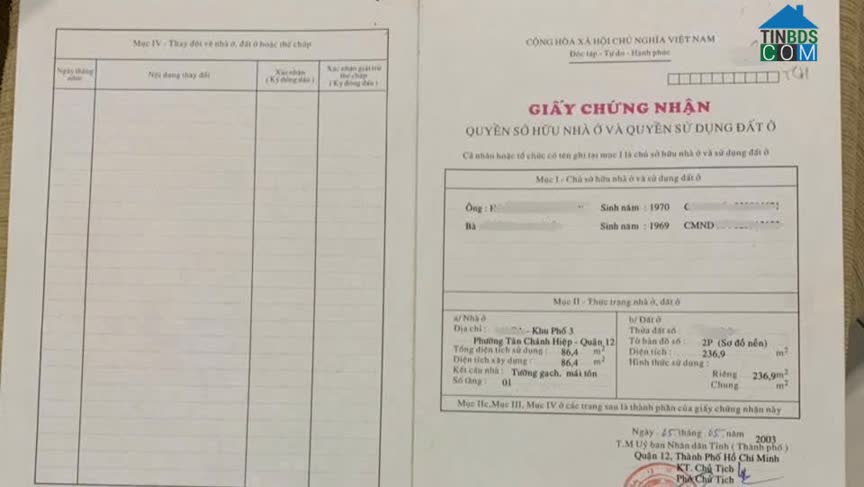 Mục IV - Thay đổi về nhà ở, đất ở hoặc thế chấp
Ngày tháng năm
Nội dung thay đổi
Xác nhận
( Ký đóng dấu )
Xác nhận giải trừ
thế chấp
( Ký đóng dấu )
TINBDS
COM
CỘNG HÒA XÃ HỘI CHỦ NGHĨA VIỆT NAM
Độc lập - Tự do - Hạnh phúc
GIẤY CHỨNG NHẬN
QUYỀN SỞ HỮU NHÀ Ở VÀ QUYỀN SỬ DỤNG ĐẤT Ở
Cá nhân hoặc tổ chức có tên ghi tại mục I là chủ sở hữu nhà ở và sử dụng đất ở
Mục I - Chủ sở hữu nhà ở và sử dụng đất ở
Ông : Sinh năm : 1970
Bà Sinh năm : 1969 CMND
Mục II - Thực trạng nhà ở, đất ở
a/ Nhà ở
Địa chỉ : - Khu Phố 3
Phường Tân Chánh Hiệp - Quận 12
Tổng diện tích sử dụng : 86,4 m²
Diện tích xây dựng : 86,4 m²
Kết cấu nhà : Tường gạch, mái tôn
Số tầng : 01
b/ Đất ở
Thửa đất số
Tờ bản đồ số : 2P (Sơ đồ nền)
Diện tích : 236,9 m²
Hình thức sử dụng :
Riêng 236,9 m²
Chung m²
Mục IIc, Mục III, Mục IV ở các trang sau là thành phần của giấy chứng nhận này
Ngày . tháng . 05 . năm 2003
T.M Uỷ ban Nhân dân Tỉnh ( Thành phố )
Quận 12, Thành Phố Hồ Chí Minh
KT. Chủ Tịch
Phó Chủ Tịch